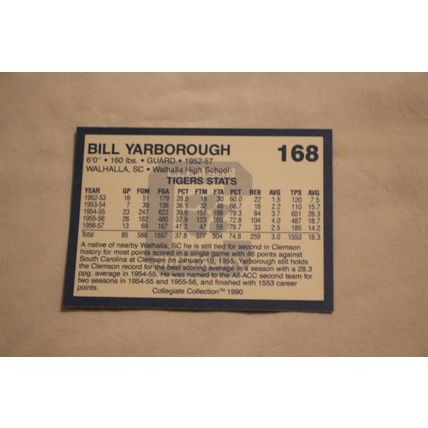 BILL YARBOROUGH
168
6'0" • 160 lbs. • GUARD • 1952-57
WALHALLA, SC • Walhalla High School
TIGERS STATS
YEAR GP FGM FGA PCT FTM FTA PCT REB AVG TPS AVG
1952-53 16 51 179 28.5 18 30 60.0 22 1.5 120 7.5
1953-54 7 39 108 36.1 32 48 66.7 16 2.2 110 15.7
1954-55 23 247 623 39.6 157 198 79.3 84 3.7 651 28.3
1955-56 26 182 480 37.9 123 169 72.8 98 3.8 487 18.7
1956-57 13 69 167 41.3 47 59 79.7 39 2.5 185 14.2
Total 85 588 1557 37.8 377 504 74.8 259 3.0 1553 18.3
A native of nearby Walhalla, SC he is still tied for second in Clemson
history for most points scored in a single game with 46 points against
South Carolina at Clemson on January 15, 1955. Yarborough still holds
the Clemson record for the best scoring average in a season with a 28.3
ppg. average in 1954-55. He was named to the All-ACC second team for
two seasons in 1954-55 and 1955-56, and finished with 1553 career
points.
Collegiate Collection™ 1990